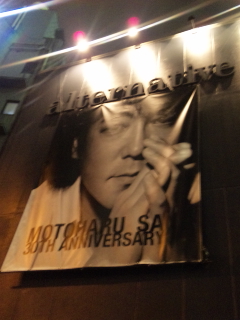 alternative
MOTOHARU SA
30TH ANNIVERSARY